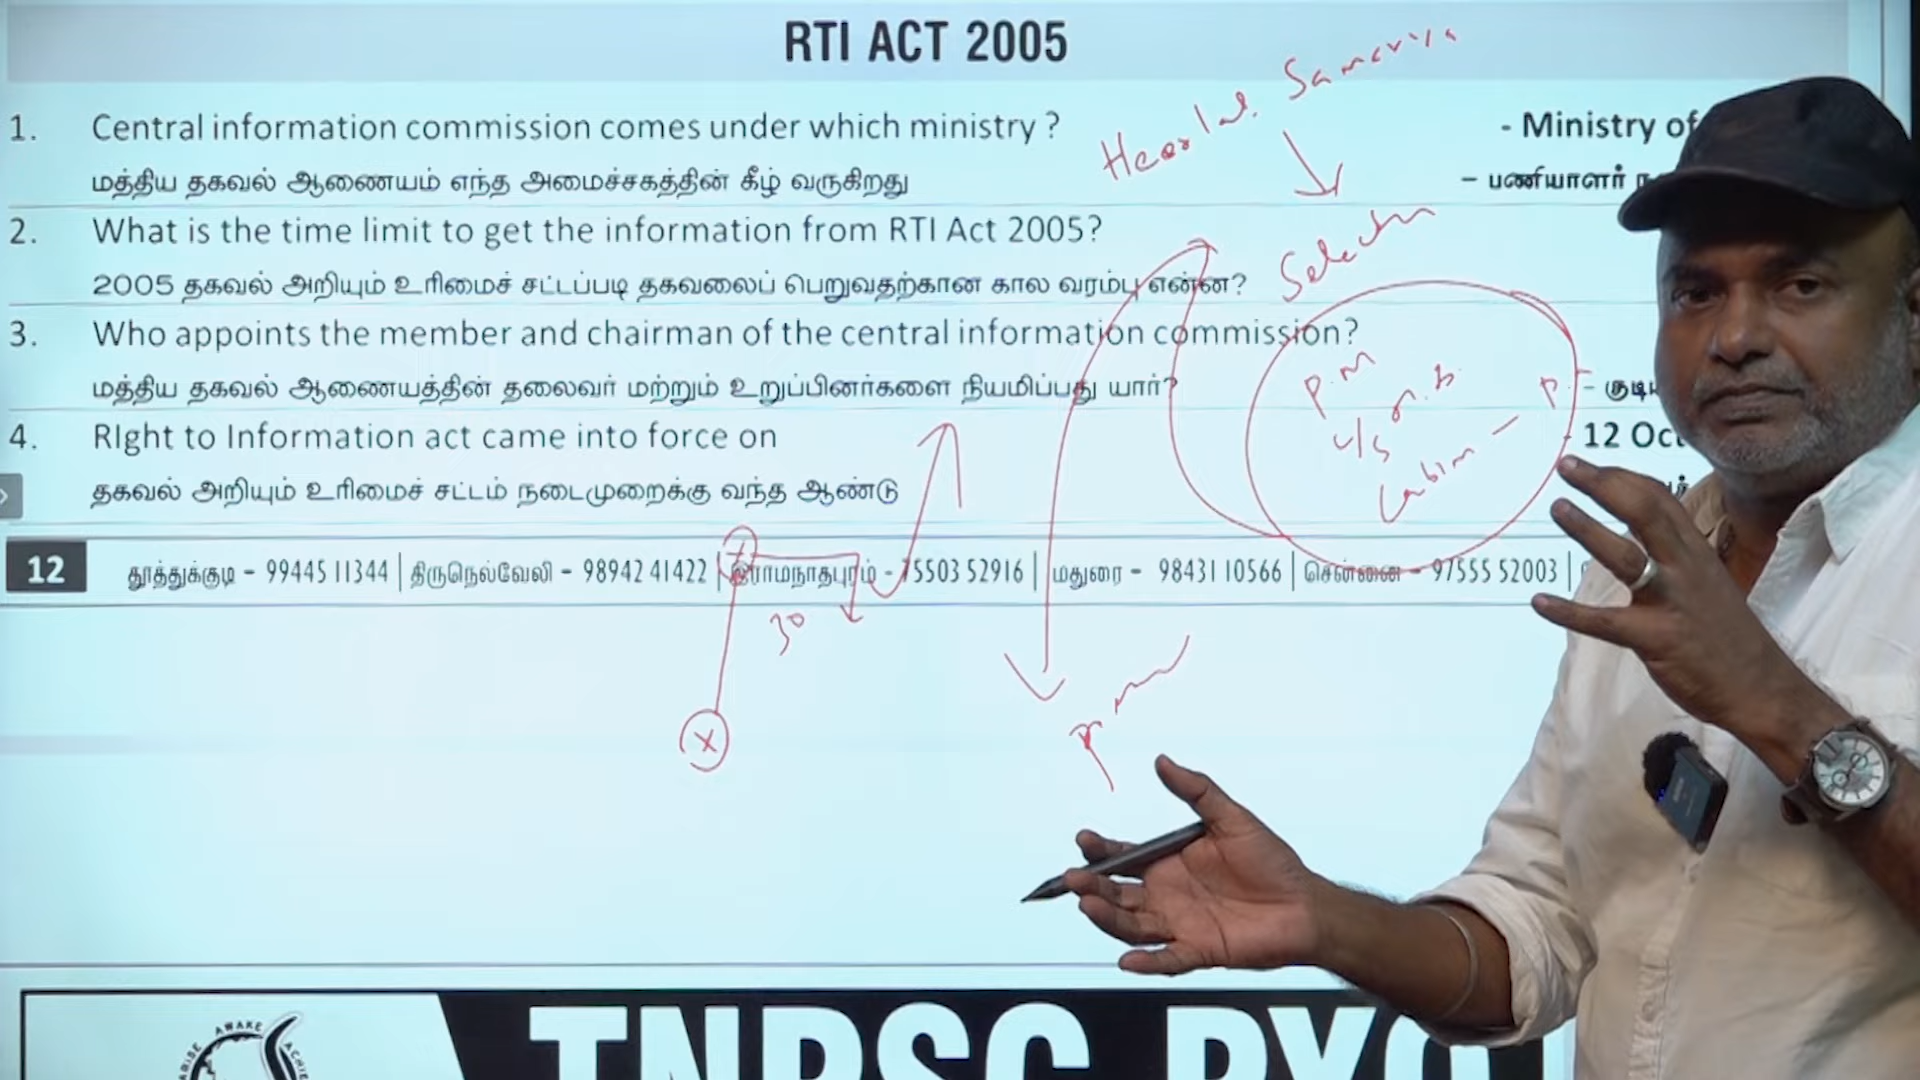 RTI ACT 2005
1. Central information commission comes under which ministry ? - Ministry of
மத்திய தகவல் ஆணையம் எந்த அமைச்சகத்தின் கீழ் வருகிறது – பணியாளர்
2. What is the time limit to get the information from RTI Act 2005?
2005 தகவல் அறியும் உரிமைச் சட்டப்படி தகவலைப் பெறுவதற்கான கால வரம்பு என்ன?
3. Who appoints the member and chairman of the central information commission?
மத்திய தகவல் ஆணையத்தின் தலைவர் மற்றும் உறுப்பினர்களை நியமிப்பது யார்?
4. RIght to Information act came into force on - 12 Oct
தகவல் அறியும் உரிமைச் சட்டம் நடைமுறைக்கு வந்த ஆண்டு
12 தூத்துக்குடி – 99445 11344 | திருநெல்வேலி – 98942 41422 | இராமநாதபுரம் - 75503 52916 | மதுரை – 98431 10566 | சென்னை – 97555 52003 |
Samariya
P.M
30
ARISE AWAKE ACHIE
TNPSC